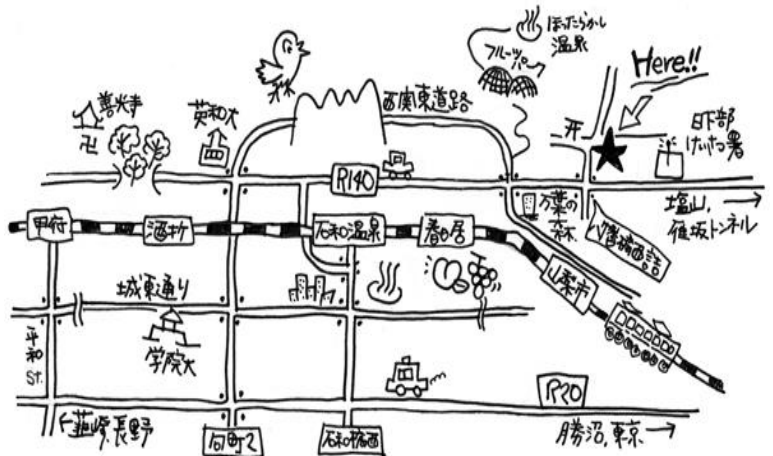 ほったらかし
温泉
フルーツパーク
Here!!
善光寺
英和大
西関東道路
日下部
けいさつ署
R140
万葉の
森
塩山,
雁坂トンネル
甲府
酒折
石和温泉
春日居
山梨市
城東通り
学院大
平和
St.
R20
韮崎,長野
向町2
石和橋西
勝沼,東京